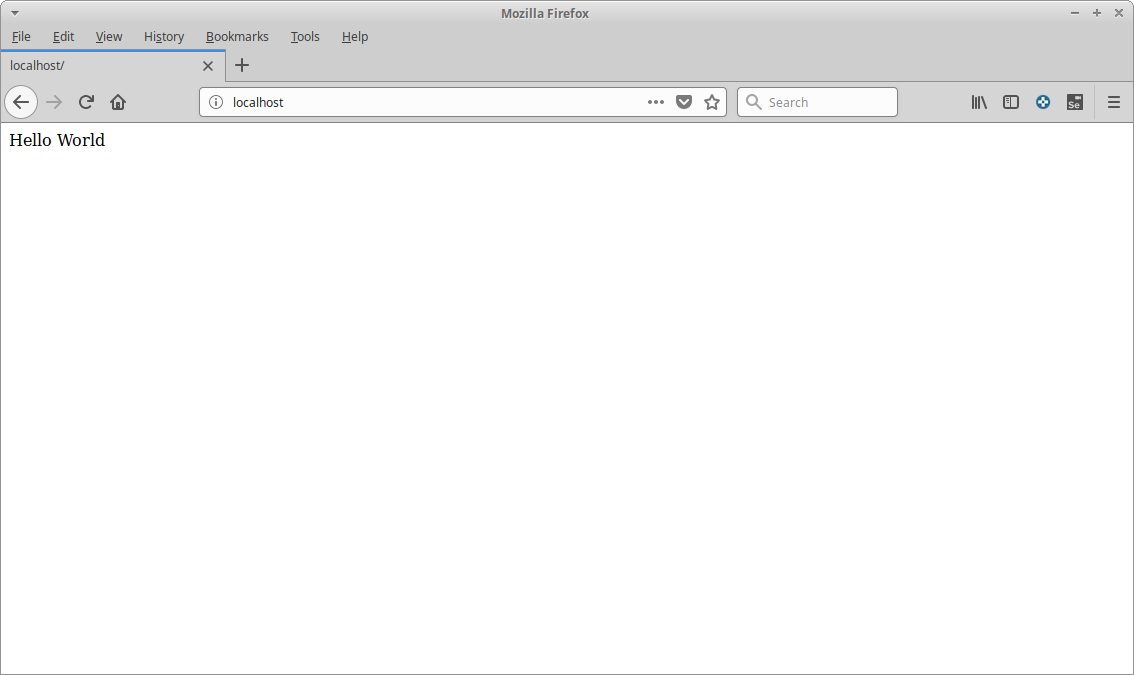 Mozilla Firefox
File Edit View History Bookmarks Tools Help
localhost/
localhost Search Se
Hello World